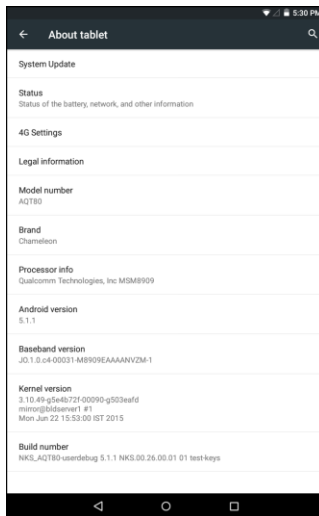 5:30 PM
About tablet
System Update
Status
Status of the battery, network, and other information
4G Settings
Legal information
Model number
AQT80
Brand
Chameleon
Processor info
Qualcomm Technologies, Inc MSM8909
Android version
5.1.1
Baseband version
JO.1.0.c4-00031-M8909EAAAANVZM-1
Kernel version
3.10.49-g5e4b72f-00090-g503eafd
mirror@bldserver1 #1
Mon Jun 22 15:53:00 IST 2015
Build number
NKS_AQT80-userdebug 5.1.1 NKS.00.26.00.01 01 test-keys